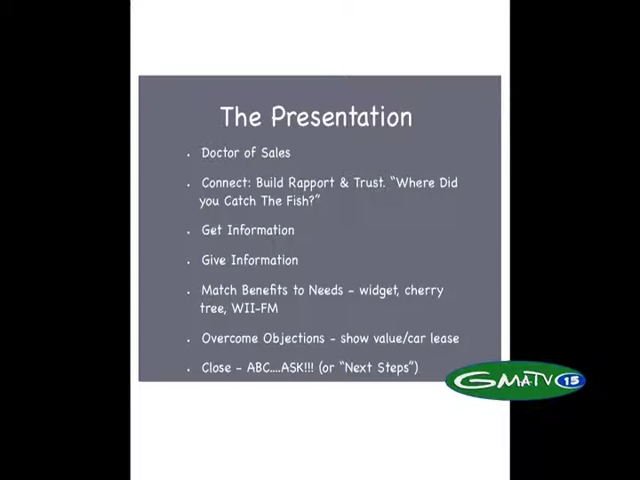 The Presentation
Doctor of Sales
Connect: Build Rapport & Trust. "Where Did
you Catch The Fish?"
Get Information
Give Information
Match Benefits to Needs - widget, cherry
tree, WII-FM
Overcome Objections - show value/car lease
Close - ABC....ASK!!! (or "Next Steps")
GMATV 15